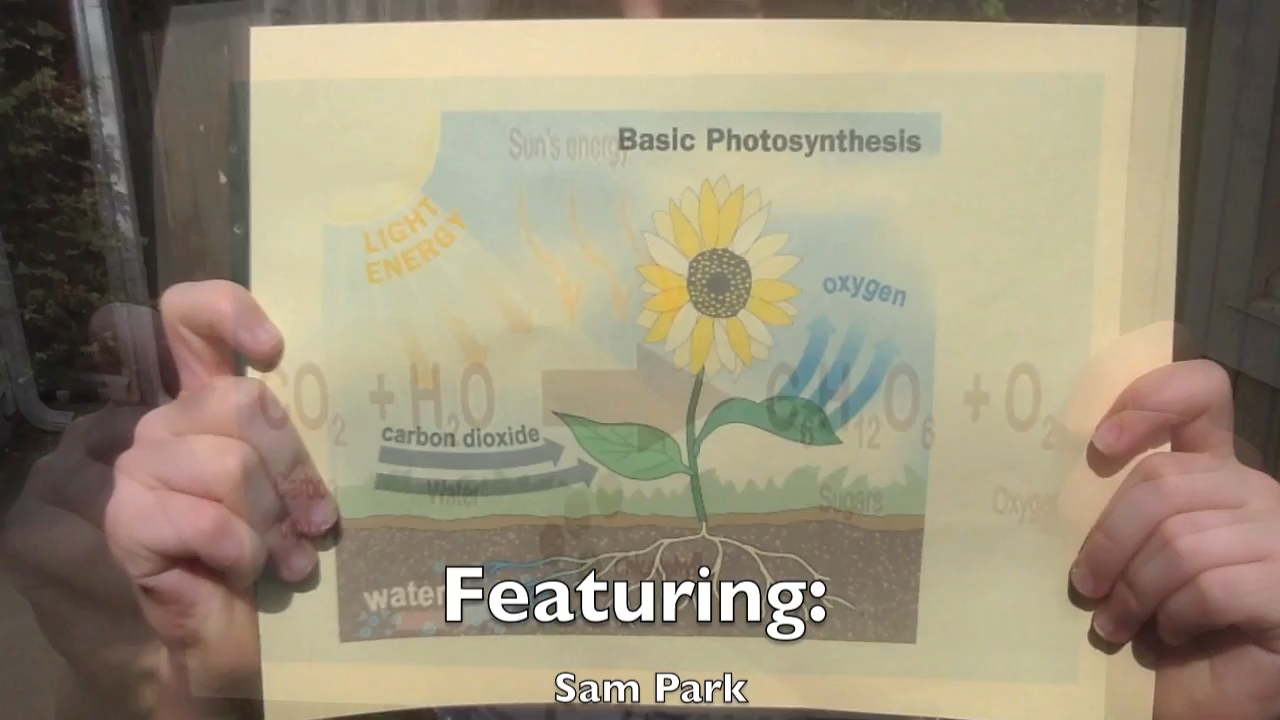 Sun's energy
Basic Photosynthesis
LIGHT
ENERGY
oxygen
CO2 + H2O
C6H12O6 + O2
carbon dioxide
Carbon
Water
Sugars
Oxygen
water
Featuring:
Sam Park